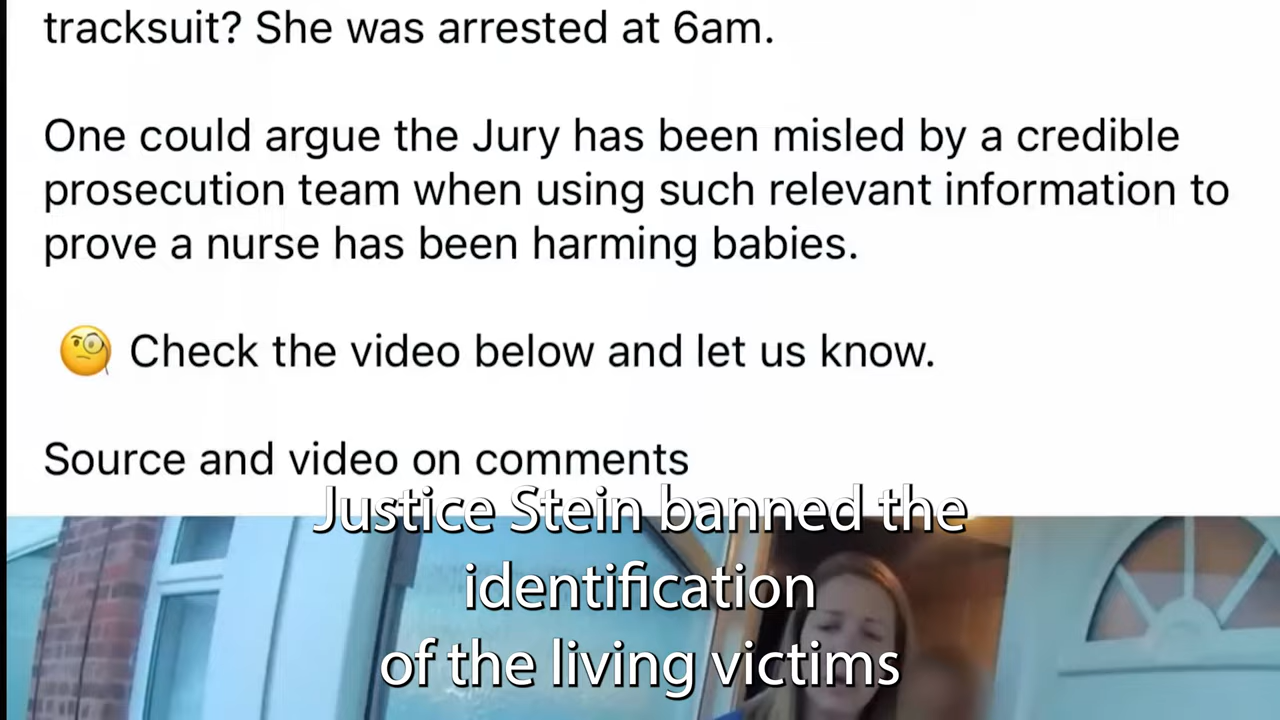 tracksuit? She was arrested at 6am.
One could argue the Jury has been misled by a credible
prosecution team when using such relevant information to
prove a nurse has been harming babies.
🧐 Check the video below and let us know.
Source and video on comments
Justice Stein banned the
identification
of the living victims